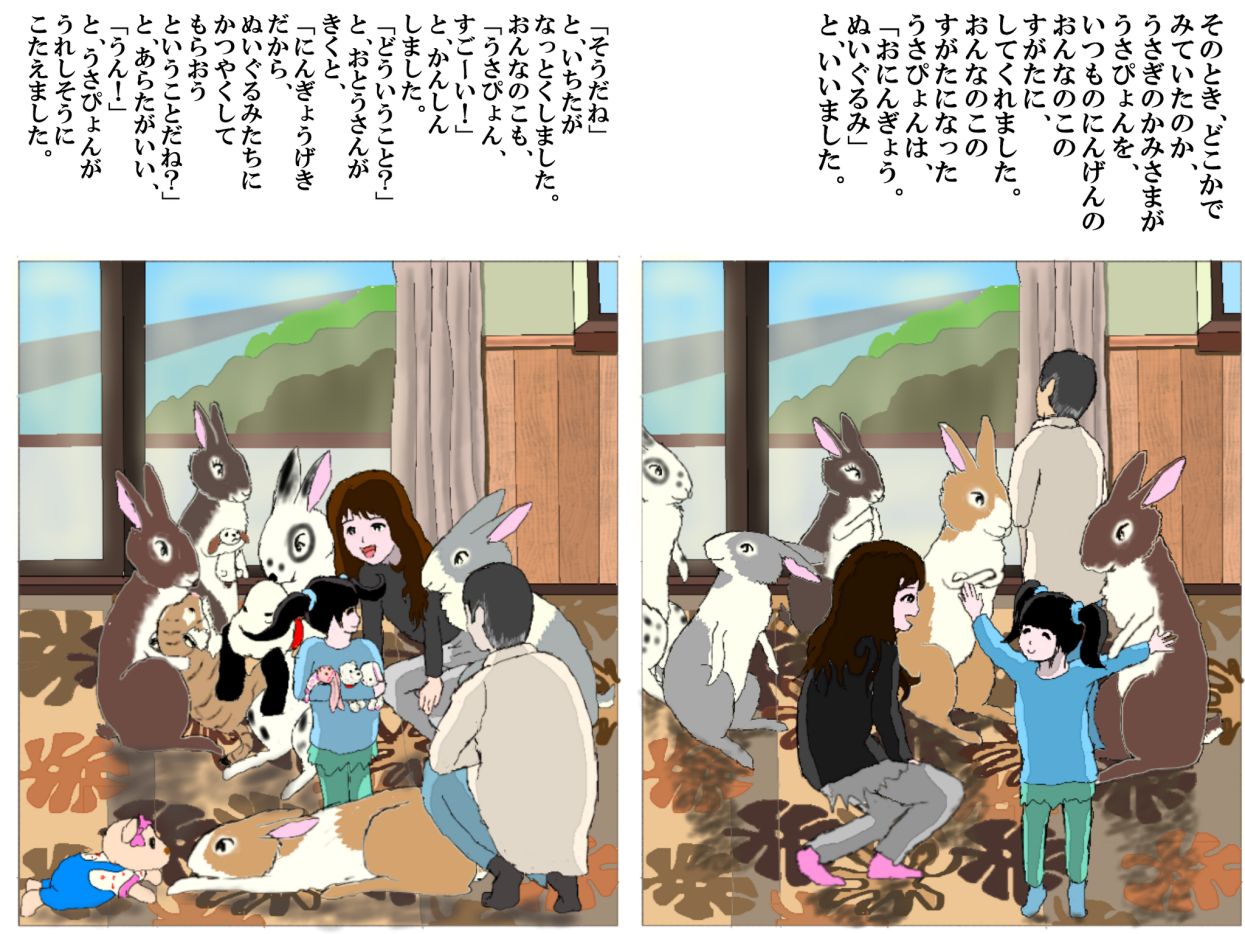 そのとき、どこかで
みていたのか、
うさぎのかみさまが
うさぴょんを、
いつものにんげんの
おんなのこの
すがたに、
してくれました。
おんなのこの
すがたになった
うさぴょんは、
「おにんぎょう。
ぬいぐるみ」
と、いいました。
「そうだね」
と、いちたが
なっとくしました。
おんなのこも、
「うさぴょん、
すごーい！」
と、かんしん
しました。
「どういうこと？」
と、おとうさんが
きくと、
「にんぎょうげき
だから、
ぬいぐるみたちに
かつやくして
もらおう
ということだね？」
と、あらたがいい、
「うん！」
と、うさぴょんが
うれしそうに
こたえました。